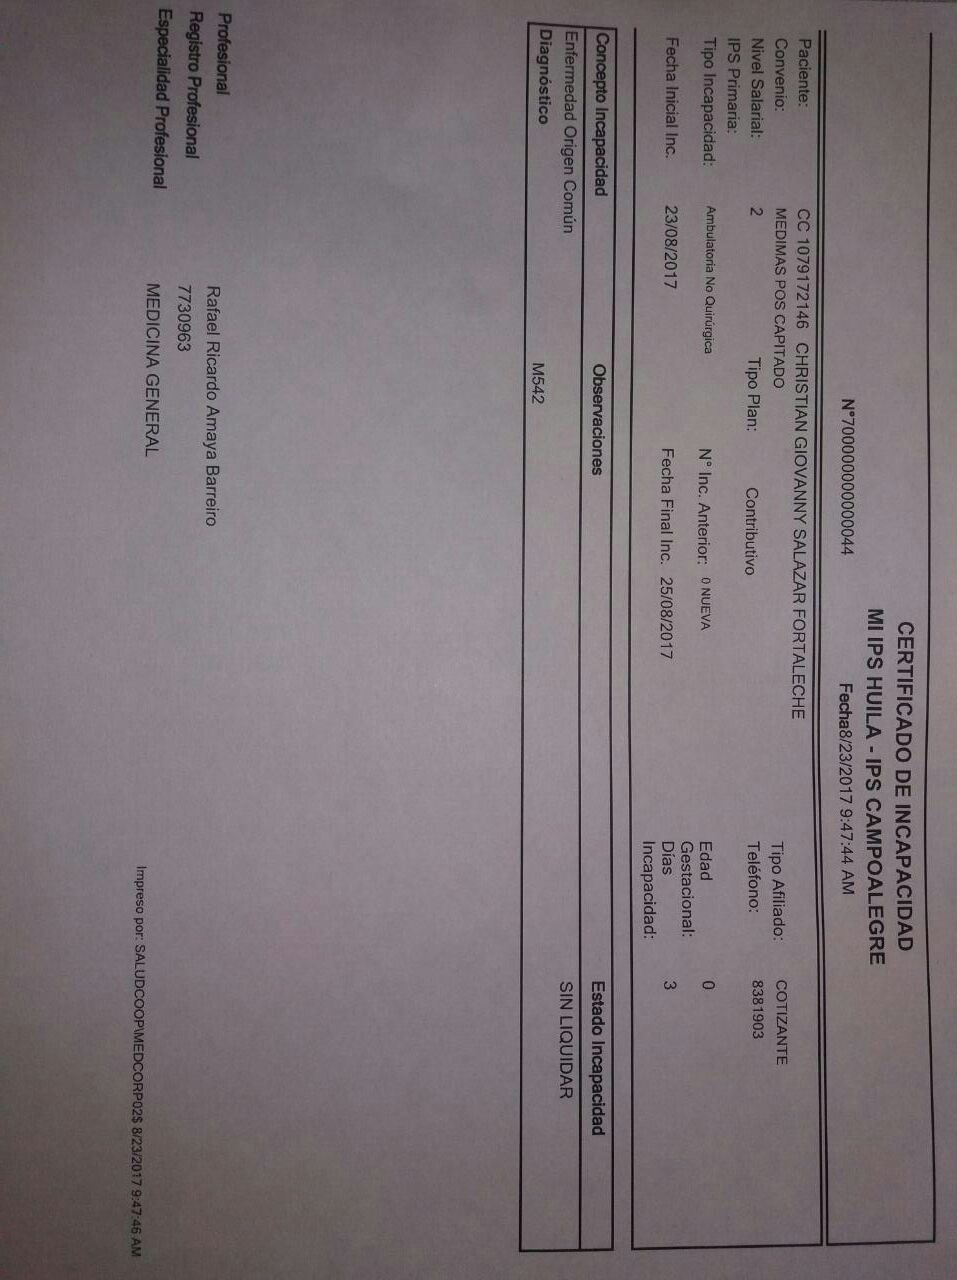 CERTIFICADO DE INCAPACIDAD
MI IPS HUILA - IPS CAMPOALEGRE
N°700000000000044 Fecha8/23/2017 9:47:44 AM
Paciente: CC 1079172146 CHRISTIAN GIOVANNY SALAZAR FORTALECHE
Convenio: MEDIMAS POS CAPITADO Tipo Afiliado: COTIZANTE
Nivel Salarial: 2 Tipo Plan: Contributivo Teléfono: 8381903
IPS Primaria:
Tipo Incapacidad: Ambulatoria No Quirúrgica N° Inc. Anterior: 0 NUEVA Edad Gestacional: 0
Fecha Inicial Inc. 23/08/2017 Fecha Final Inc. 25/08/2017 Días Incapacidad: 3
Concepto Incapacidad Observaciones Estado Incapacidad
Enfermedad Origen Común SIN LIQUIDAR
Diagnóstico M542
Profesional Rafael Ricardo Amaya Barreiro
Registro Profesional 7730963
Especialidad Profesional MEDICINA GENERAL
Impreso por: SALUDCOOP\MEDCORP02$ 8/23/2017 9:47:46 AM